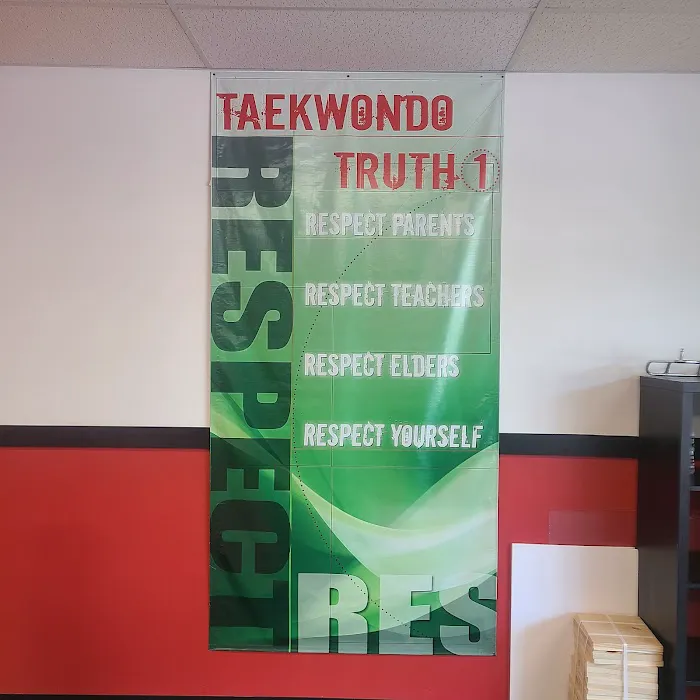 TAEKWONDO
TRUTH 1
RESPECT
RESPECT PARENTS
RESPECT TEACHERS
RESPECT ELDERS
RESPECT YOURSELF
RES